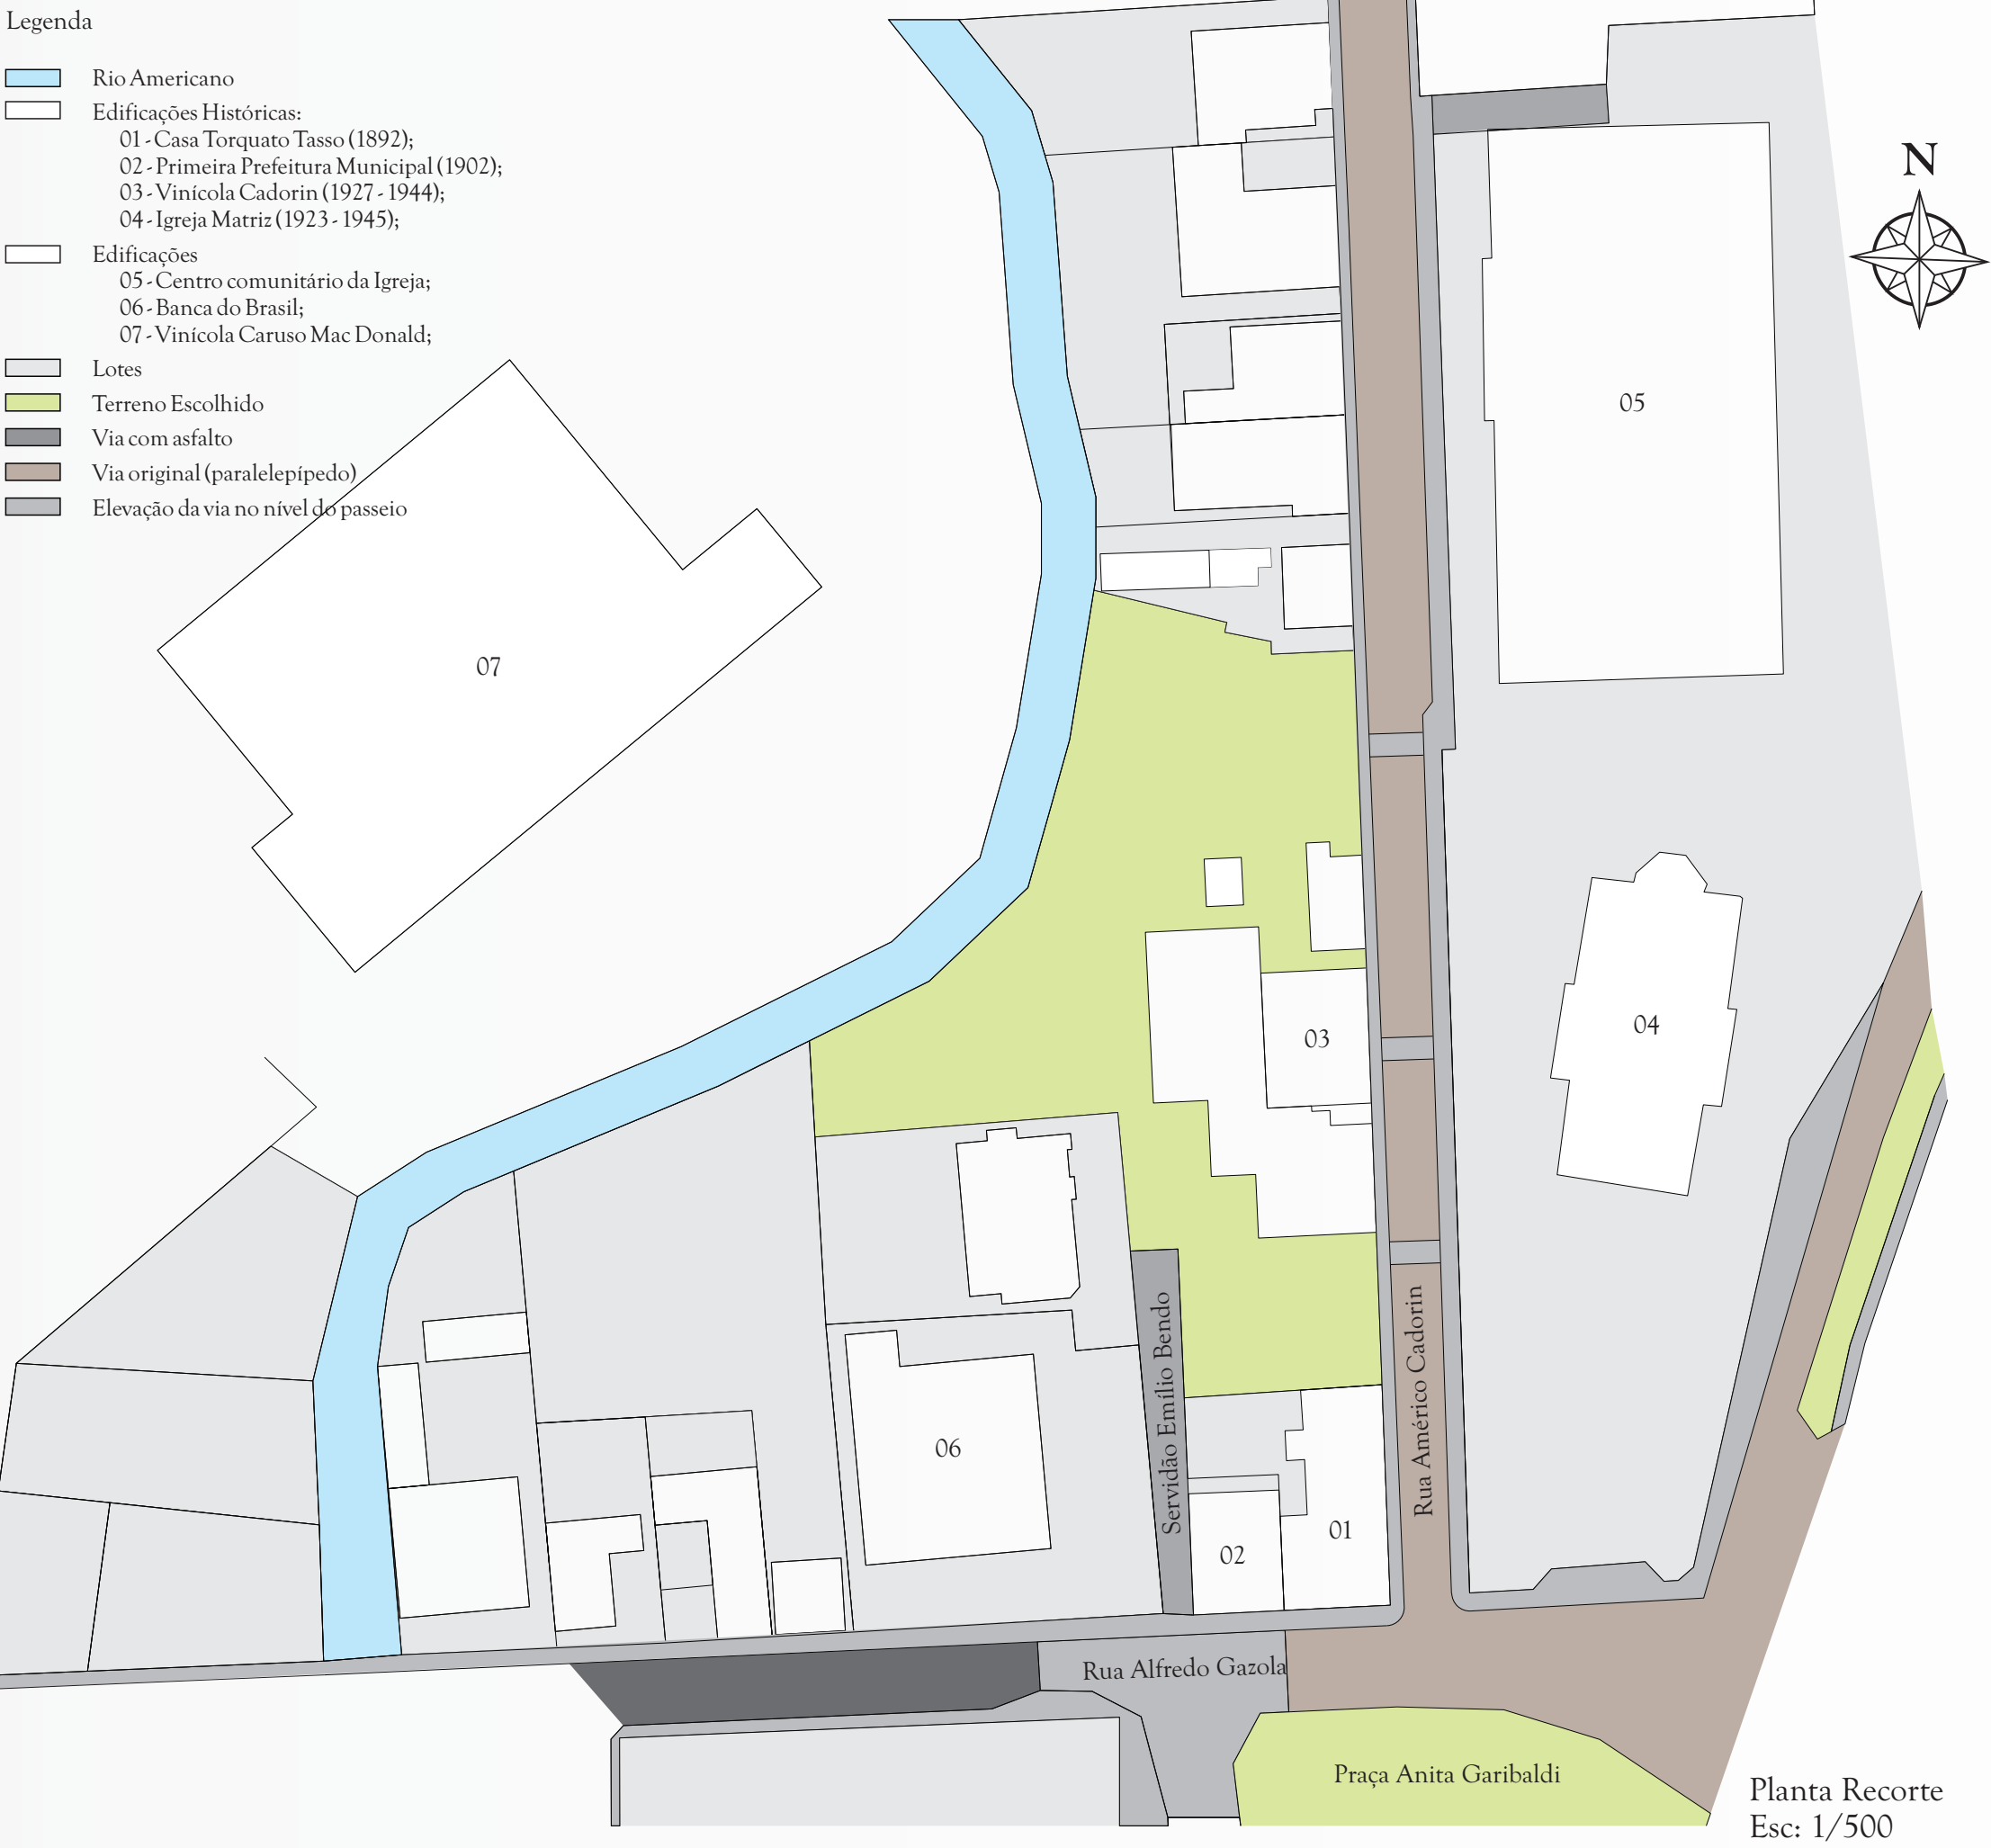 Legenda
Rio Americano
Edificações Históricas:
01 - Casa Torquato Tasso (1892);
02 - Primeira Prefeitura Municipal (1902);
03 - Vinícola Cadorin (1927 - 1944);
04 - Igreja Matriz (1923 - 1945);
Edificações
05 - Centro comunitário da Igreja;
06 - Banca do Brasil;
07 - Vinícola Caruso Mac Donald;
Lotes
Terreno Escolhido
Via com asfalto
Via original (paralelepípedo)
Elevação da via no nível do passeio
N
05
07
04
03
06
Servidão Emílio Bendo
Rua Américo Cadorin
01
02
Rua Alfredo Gazola
Praça Anita Garibaldi
Planta Recorte
Esc: 1/500